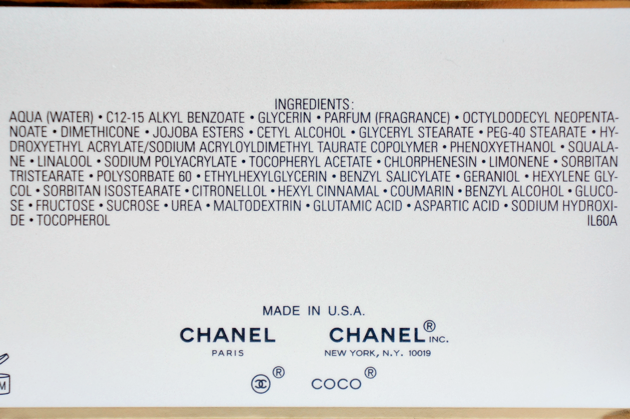 INGREDIENTS:
AQUA (WATER) • C12-15 ALKYL BENZOATE • GLYCERIN • PARFUM (FRAGRANCE) • OCTYLDODECYL NEOPENTA-
NOATE • DIMETHICONE • JOJOBA ESTERS • CETYL ALCOHOL • GLYCERYL STEARATE • PEG-40 STEARATE • HY-
DROXYETHYL ACRYLATE/SODIUM ACRYLOYLDIMETHYL TAURATE COPOLYMER • PHENOXYETHANOL • SQUALA-
NE • LINALOOL • SODIUM POLYACRYLATE • TOCOPHERYL ACETATE • CHLORPHENESIN • LIMONENE • SORBITAN
TRISTEARATE • POLYSORBATE 60 • ETHYLHEXYLGLYCERIN • BENZYL SALICYLATE • GERANIOL • HEXYLENE GLY-
COL • SORBITAN ISOSTEARATE • CITRONELLOL • HEXYL CINNAMAL • COUMARIN • BENZYL ALCOHOL • GLUCO-
SE • FRUCTOSE • SUCROSE • UREA • MALTODEXTRIN • GLUTAMIC ACID • ASPARTIC ACID • SODIUM HYDROXI-
DE • TOCOPHEROL IL60A
MADE IN U.S.A.
CHANEL CHANEL® INC.
PARIS NEW YORK, N.Y. 10019
® COCO®
M